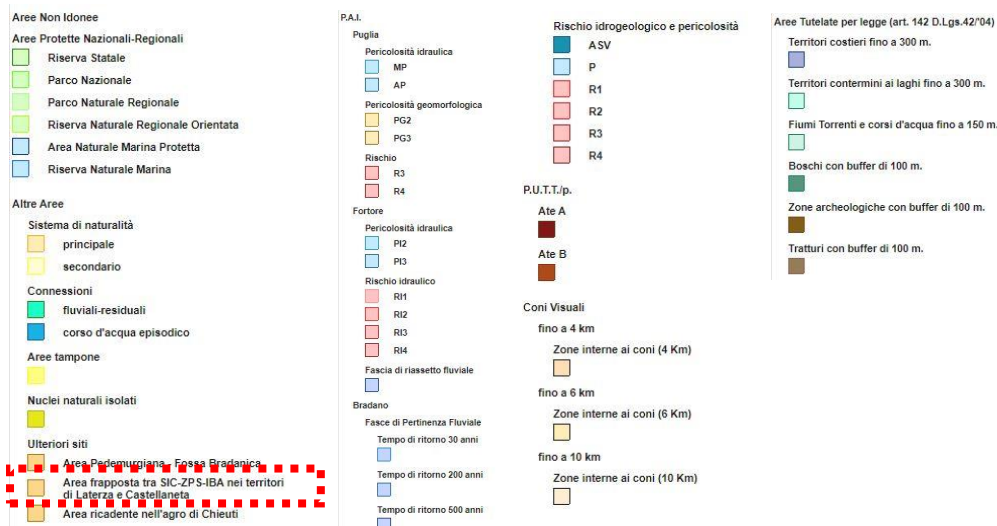 Aree Non Idonee
Aree Protette Nazionali-Regionali
Riserva Statale
Parco Nazionale
Parco Naturale Regionale
Riserva Naturale Regionale Orientata
Area Naturale Marina Protetta
Riserva Naturale Marina
Altre Aree
Sistema di naturalità
principale
secondario
Connessioni
fluviali-residuali
corso d'acqua episodico
Aree tampone
Nuclei naturali isolati
Ulteriori siti
Area Pedemurgiana - Fossa Bradanica
Area frapposta tra SIC-ZPS-IBA nei territori
di Laterza e Castellaneta
Area ricadente nell'agro di Chieuti
P.A.I.
Puglia
Pericolosità idraulica
MP
AP
Pericolosità geomorfologica
PG2
PG3
Rischio
R3
R4
Fortore
Pericolosità idraulica
PI2
PI3
Rischio idraulico
RI1
RI2
RI3
RI4
Fascia di riassetto fluviale
Bradano
Fasce di Pertinenza Fluviale
Tempo di ritorno 30 anni
Tempo di ritorno 200 anni
Tempo di ritorno 500 anni
Rischio idrogeologico e pericolosità
ASV
P
R1
R2
R3
R4
P.U.T.T./p.
Ate A
Ate B
Coni Visuali
fino a 4 km
Zone interne ai coni (4 Km)
fino a 6 km
Zone interne ai coni (6 Km)
fino a 10 km
Zone interne ai coni (10 Km)
Aree Tutelate per legge (art. 142 D.Lgs.42/'04)
Territori costieri fino a 300 m.
Territori contermini ai laghi fino a 300 m.
Fiumi Torrenti e corsi d'acqua fino a 150 m.
Boschi con buffer di 100 m.
Zone archeologiche con buffer di 100 m.
Tratturi con buffer di 100 m.